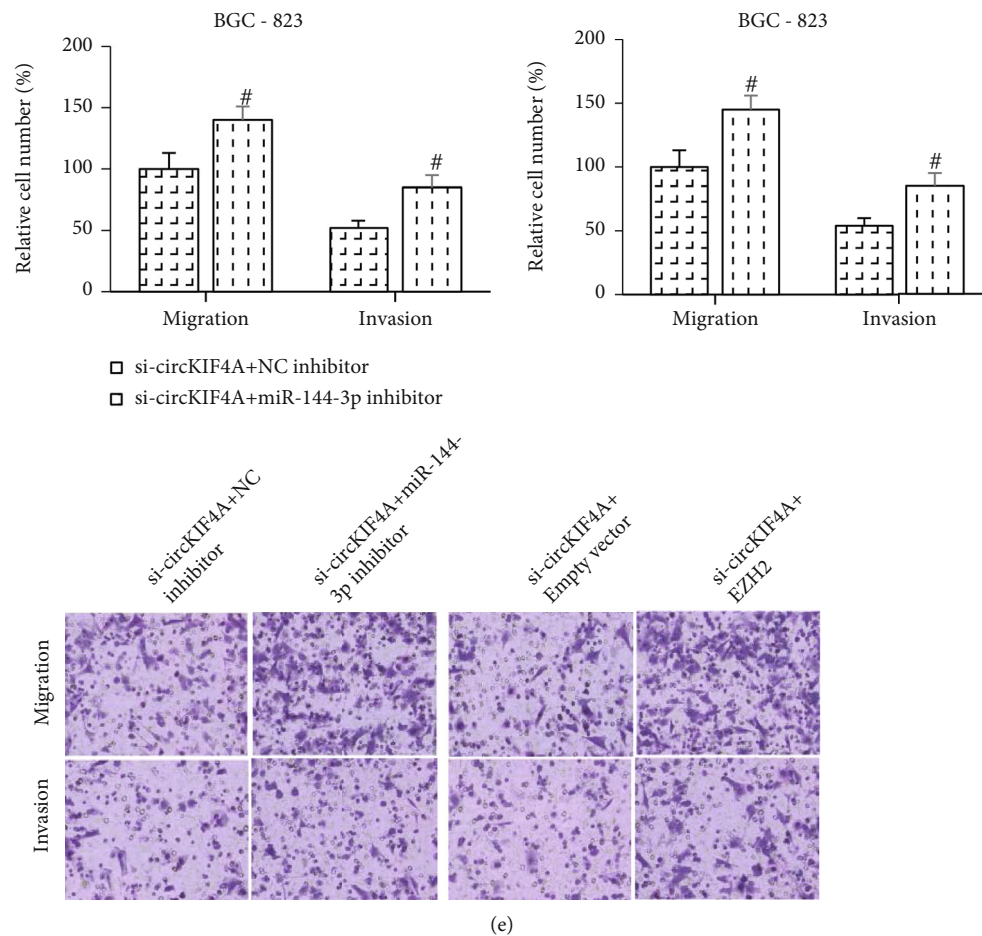 BGC - 823
Relative cell number (%)
200
150
100
50
0
#
#
Migration
Invasion
BGC - 823
Relative cell number (%)
200
150
100
50
0
#
#
Migration
Invasion
si-circKIF4A+NC inhibitor
si-circKIF4A+miR-144-3p inhibitor
si-circKIF4A+NC
inhibitor
si-circKIF4A+miR-144-
3p inhibitor
si-circKIF4A+
Empty vector
si-circKIF4A+
EZH2
Migration
Invasion
(e)